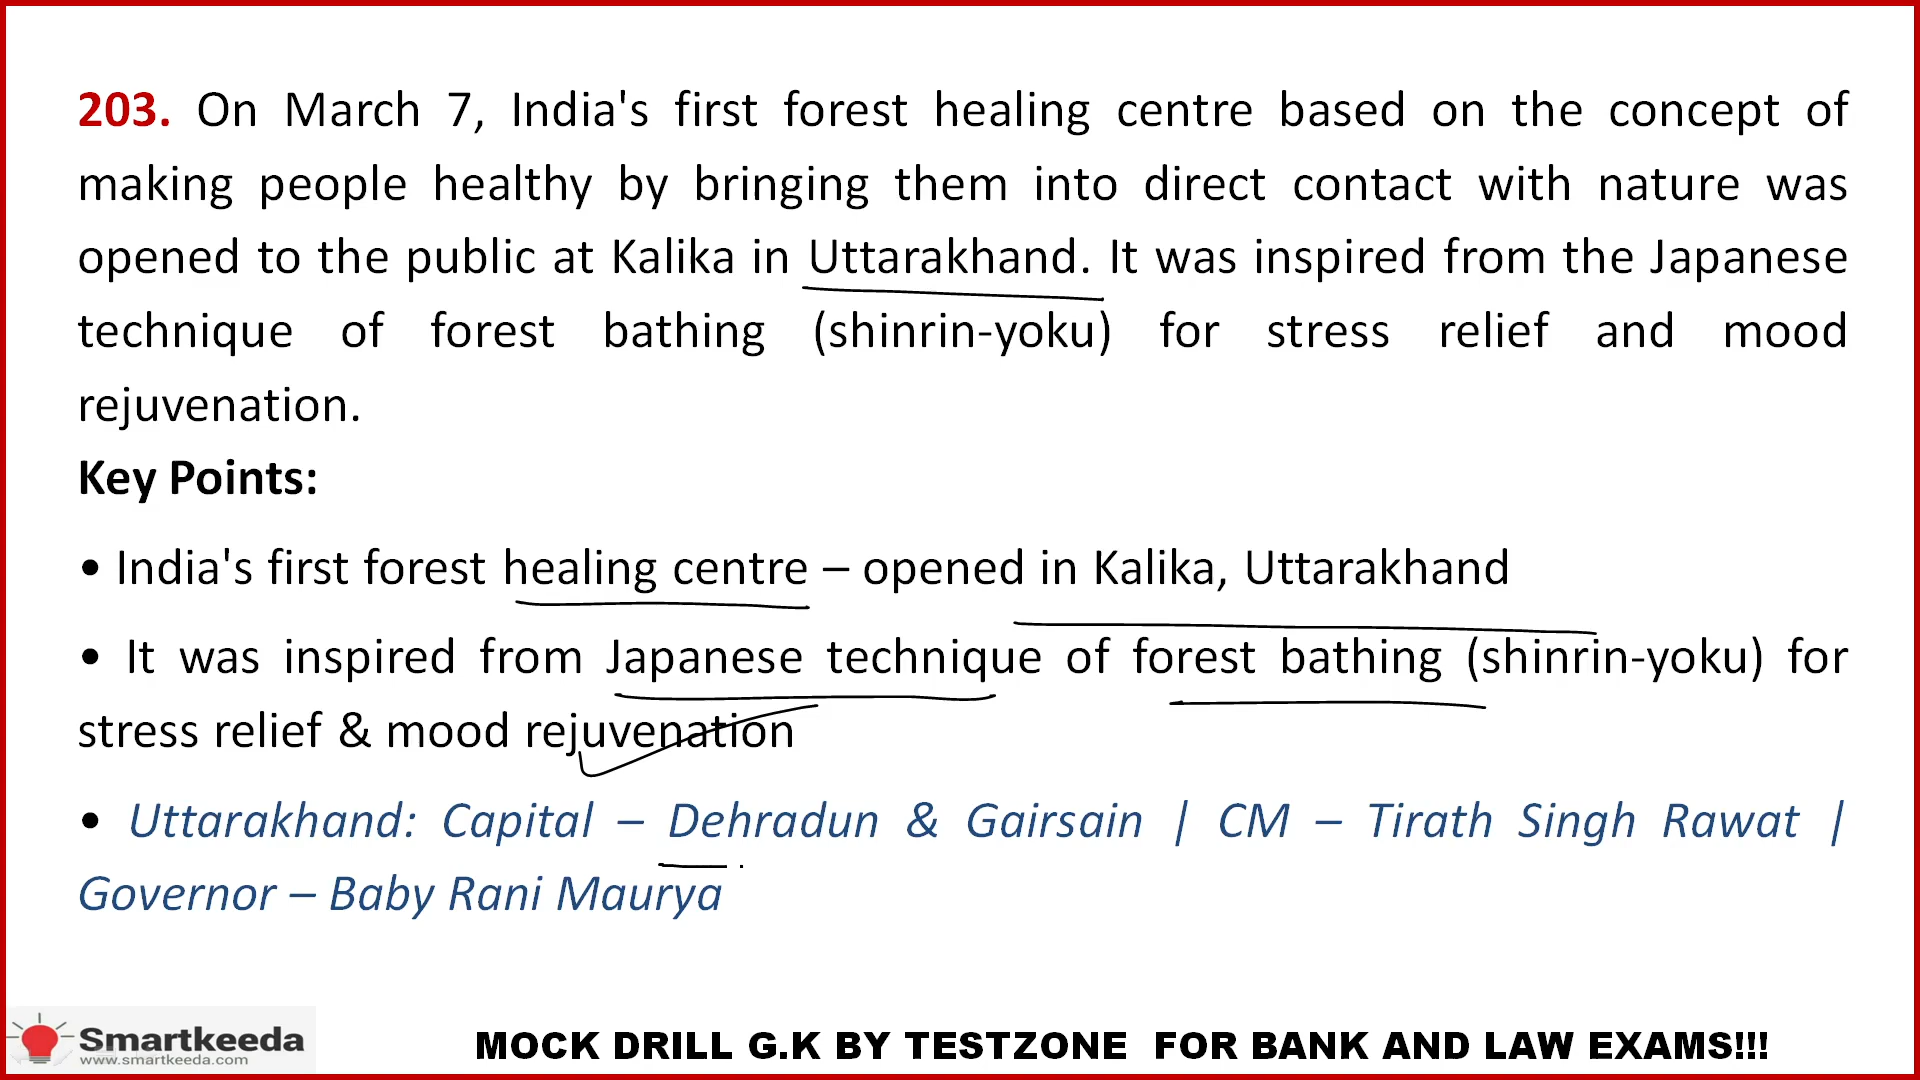 203. On March 7, India's first forest healing centre based on the concept of
making people healthy by bringing them into direct contact with nature was
opened to the public at Kalika in Uttarakhand. It was inspired from the Japanese
technique of forest bathing (shinrin-yoku) for stress relief and mood
rejuvenation.
Key Points:
• India's first forest healing centre – opened in Kalika, Uttarakhand
• It was inspired from Japanese technique of forest bathing (shinrin-yoku) for
stress relief & mood rejuvenation
• Uttarakhand: Capital – Dehradun & Gairsain | CM – Tirath Singh Rawat |
Governor – Baby Rani Maurya
Smartkeeda
www.smartkeeda.com
MOCK DRILL G.K BY TESTZONE FOR BANK AND LAW EXAMS!!!